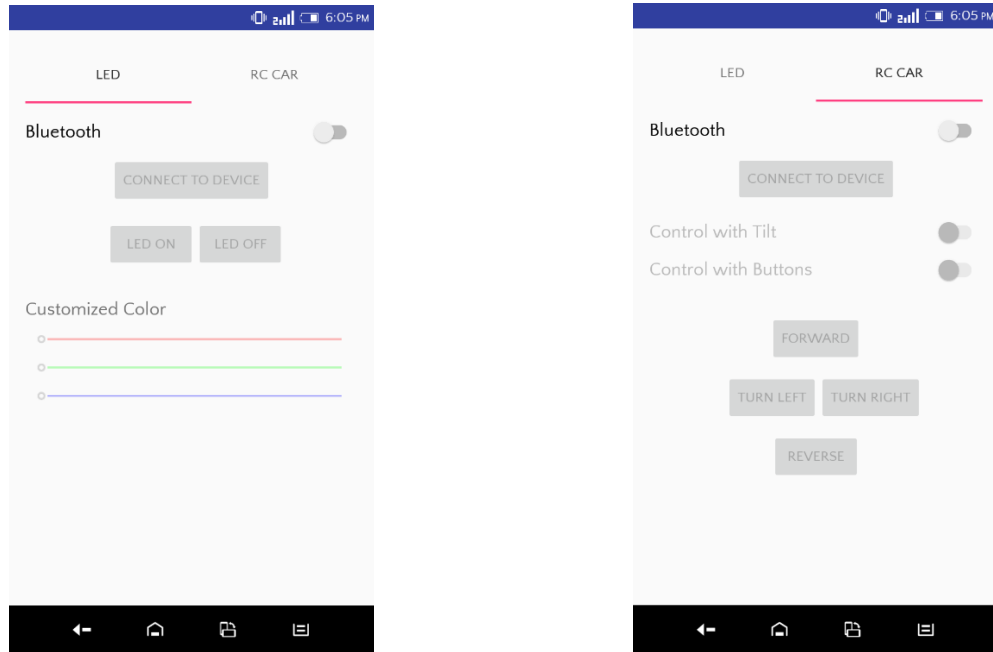 6:05 PM
LED RC CAR
Bluetooth
CONNECT TO DEVICE
LED ON LED OFF
Customized Color
6:05 PM
LED RC CAR
Bluetooth
CONNECT TO DEVICE
Control with Tilt
Control with Buttons
FORWARD
TURN LEFT TURN RIGHT
REVERSE